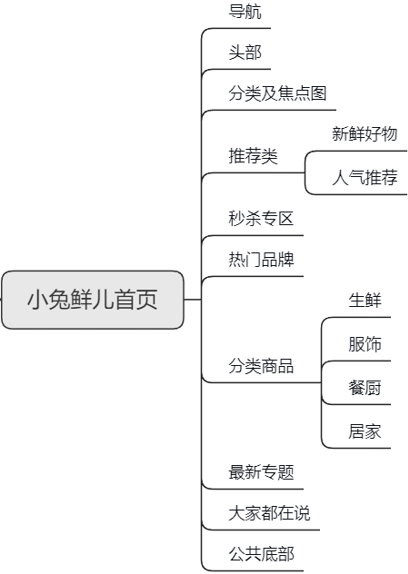 导航
头部
分类及焦点图
推荐类
新鲜好物
人气推荐
秒杀专区
热门品牌
小兔鲜儿首页
分类商品
生鲜
服饰
餐厨
居家
最新专题
大家都在说
公共底部